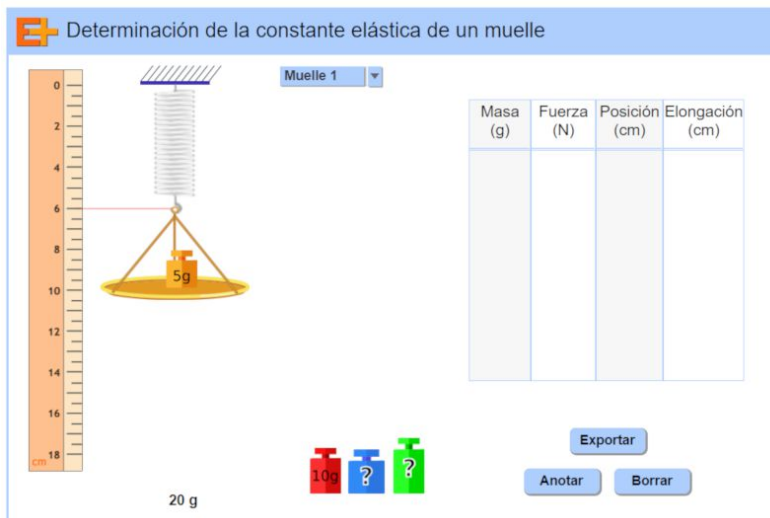 E+ Determinación de la constante elástica de un muelle
Muelle 1
0
2
4
6
8
10
12
14
16
18
cm
5g
Masa (g) Fuerza (N) Posición (cm) Elongación (cm)
10g ? ?
Exportar
Anotar Borrar
20 g